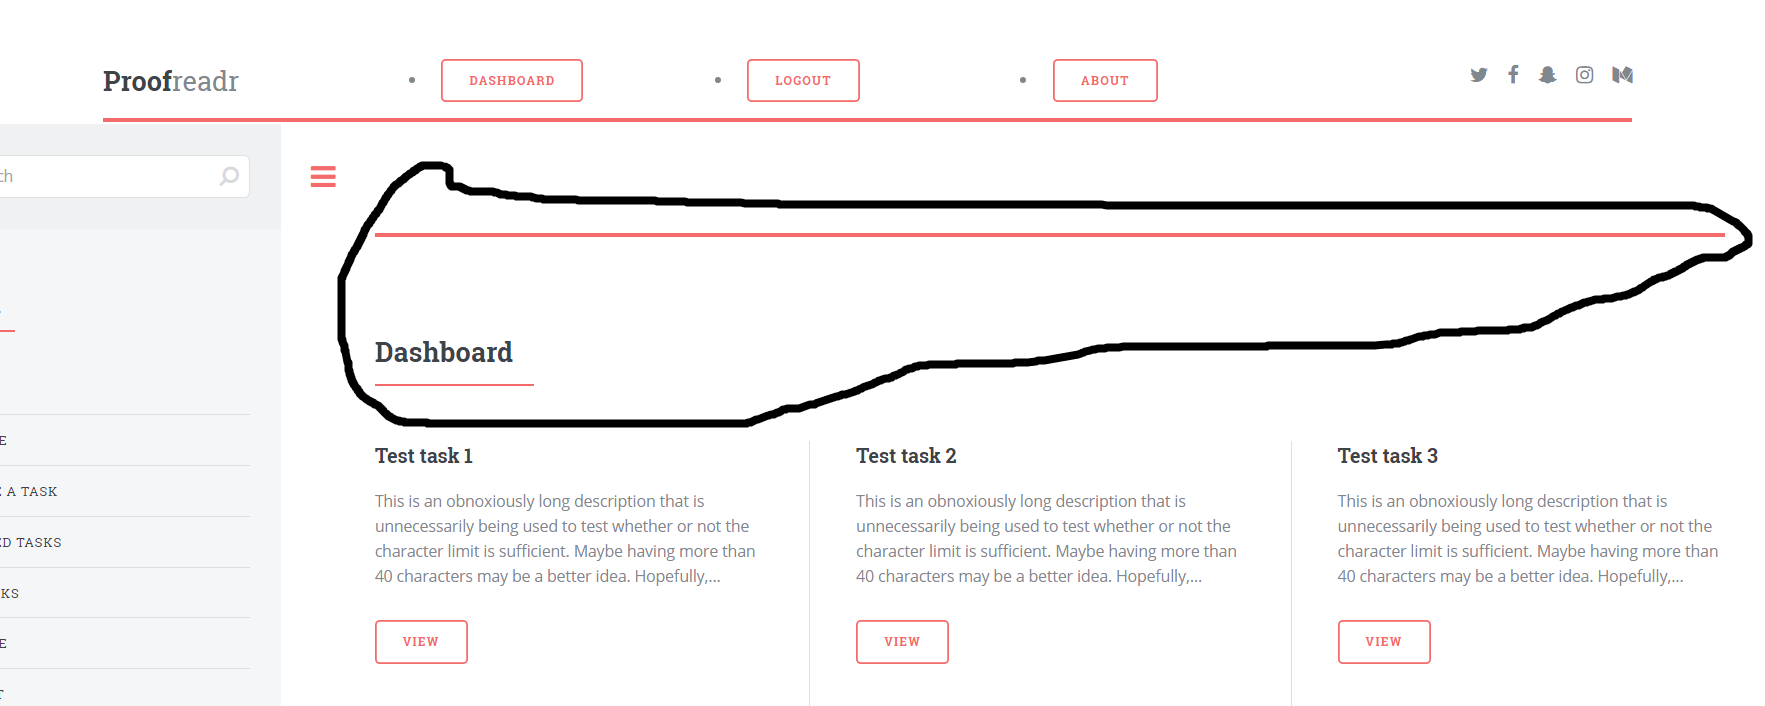 Proofreadr
DASHBOARD
LOGOUT
ABOUT
ch
Dashboard
E
E A TASK
ED TASKS
KS
E
T
Test task 1
This is an obnoxiously long description that is
unnecessarily being used to test whether or not the
character limit is sufficient. Maybe having more than
40 characters may be a better idea. Hopefully,...
VIEW
Test task 2
This is an obnoxiously long description that is
unnecessarily being used to test whether or not the
character limit is sufficient. Maybe having more than
40 characters may be a better idea. Hopefully,...
VIEW
Test task 3
This is an obnoxiously long description that is
unnecessarily being used to test whether or not the
character limit is sufficient. Maybe having more than
40 characters may be a better idea. Hopefully,...
VIEW